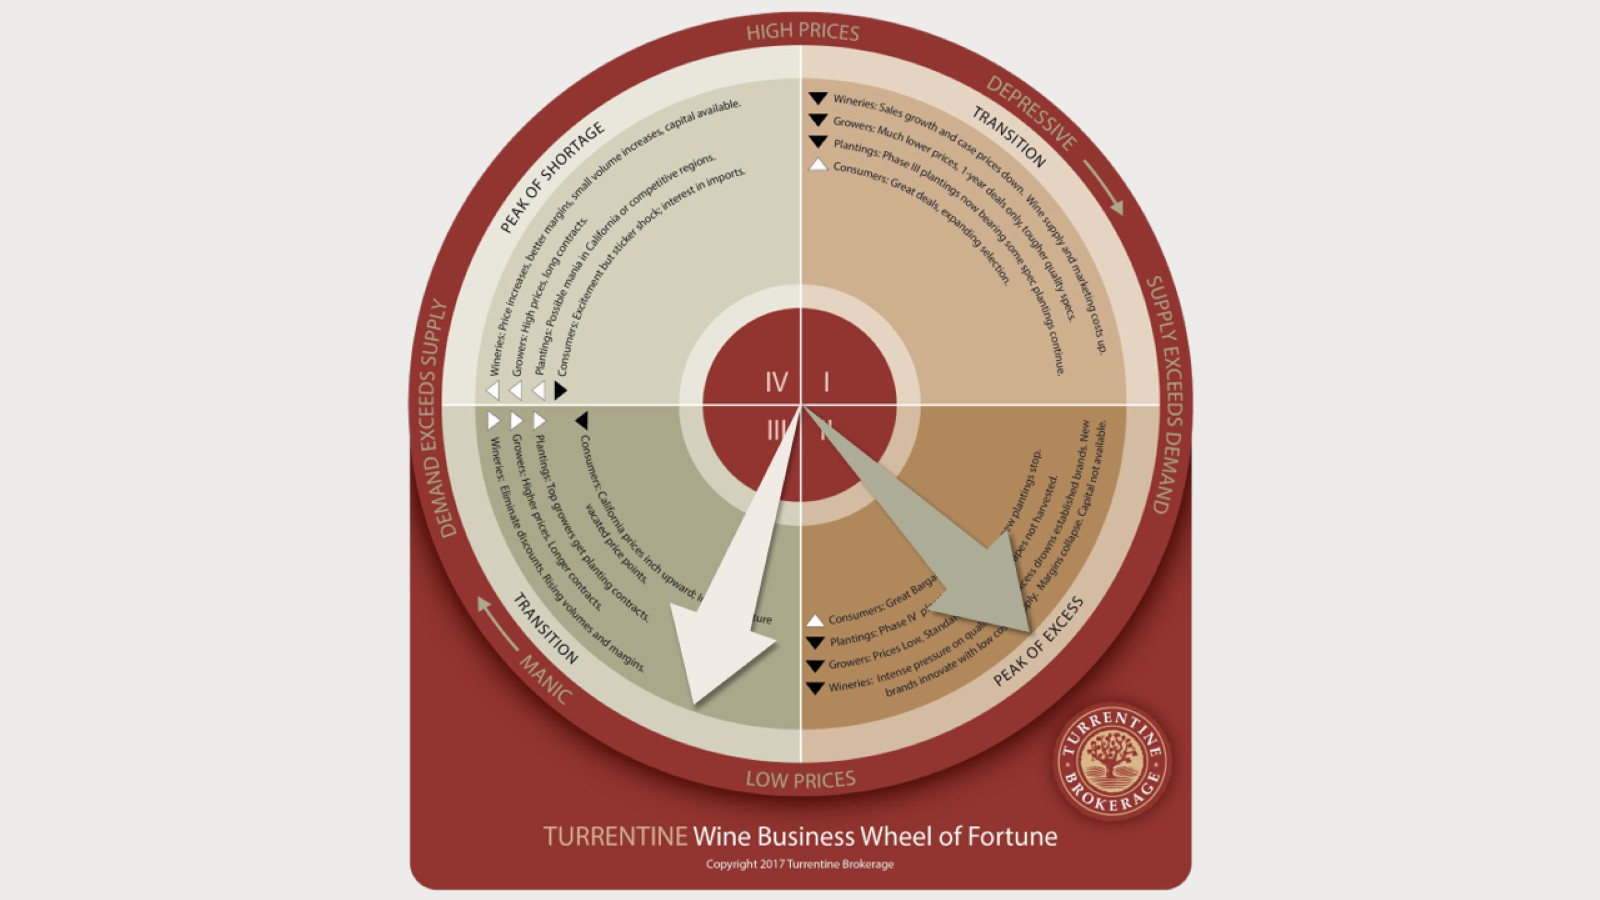 HIGH PRICES
DEPRESSIVE
SUPPLY EXCEEDS DEMAND
LOW PRICES
MANIC
DEMAND EXCEEDS SUPPLY
PEAK OF SHORTAGE
Wineries: Price increases, better margins, small volume increases, capital available.
Growers: High prices, long contracts.
Plantings: Possible mania in California or competitive regions.
Consumers: Excitement but sticker shock; interest in imports.
TRANSITION
Wineries: Sales growth and case prices down. Wine supply and marketing costs up.
Growers: Much lower prices, 1-year deals only, tougher quality specs.
Plantings: Phase III plantings now bearing some spec plantings continue.
Consumers: Great deals, expanding selection.
IV
I
III
II
Consumers: California prices inch upward;
vacated price points.
Plantings: Top growers get planting contracts.
Growers: Higher prices. Longer contracts.
Wineries: Eliminate discounts. Rising volumes and margins.
TRANSITION
Consumers: Great
Plantings: Phase IV plantings stop.
Growers: Prices Low, not harvested.
Wineries: Intense pressure on drowns established brands. New
brands innovate with low Margins collapse. Capital not available.
PEAK OF EXCESS
TURRENTINE
BROKERAGE
TURRENTINE Wine Business Wheel of Fortune
Copyright 2017 Turrentine Brokerage